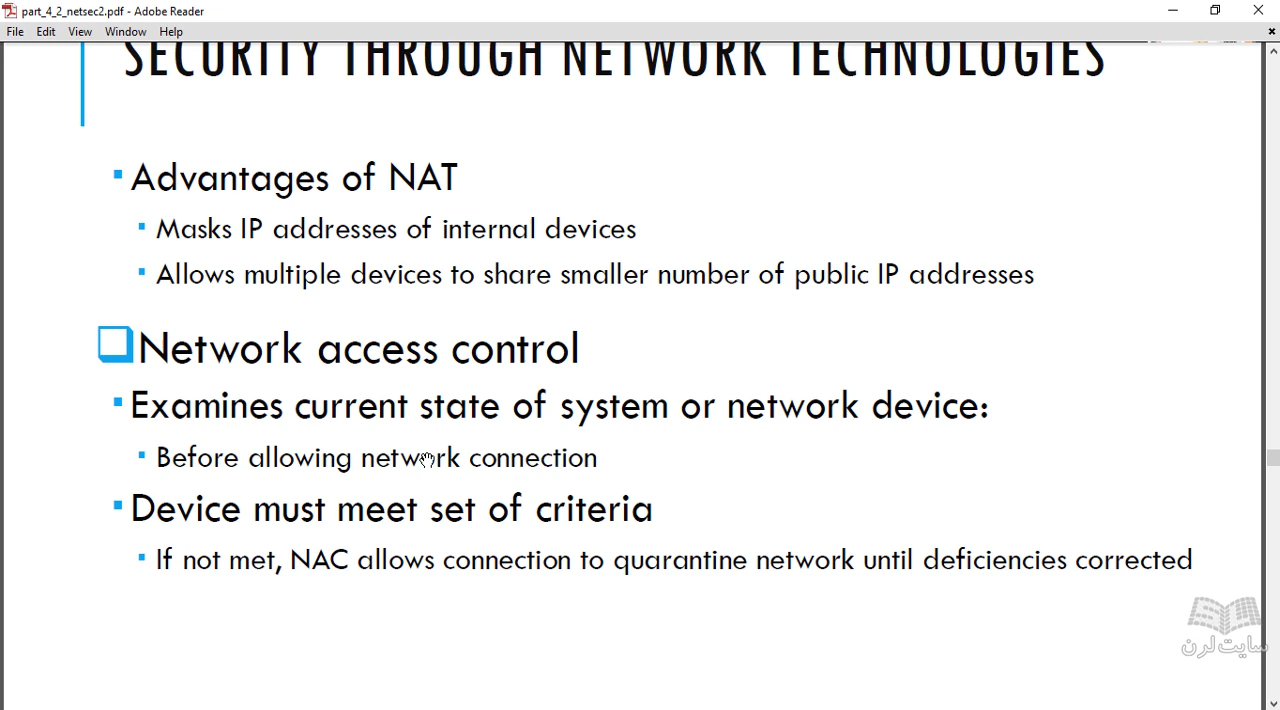 part_4_2_netsec2.pdf - Adobe Reader
File Edit View Window Help
SECURITY THROUGH NETWORK TECHNOLOGIES
Advantages of NAT
Masks IP addresses of internal devices
Allows multiple devices to share smaller number of public IP addresses
Network access control
Examines current state of system or network device:
Before allowing network connection
Device must meet set of criteria
If not met, NAC allows connection to quarantine network until deficiencies corrected
سایت لرن